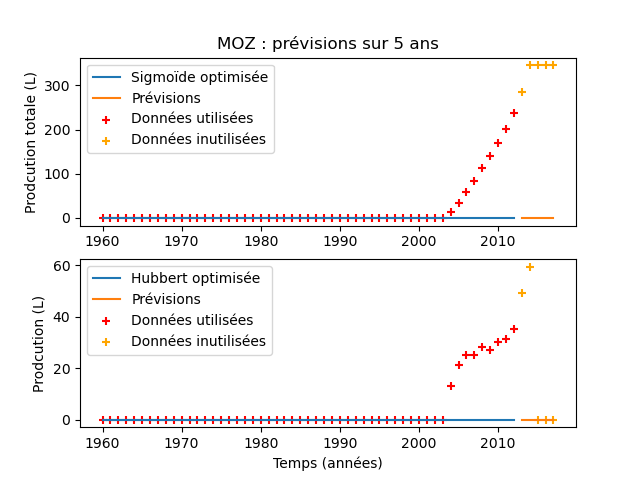 MOZ : prévisions sur 5 ans
Prodcution totale (L)
300
200
100
0
Sigmoïde optimisée
Prévisions
Données utilisées
Données inutilisées
1960 1970 1980 1990 2000 2010
Prodcution (L)
60
40
20
0
Hubbert optimisée
Prévisions
Données utilisées
Données inutilisées
1960 1970 1980 1990 2000 2010
Temps (années)